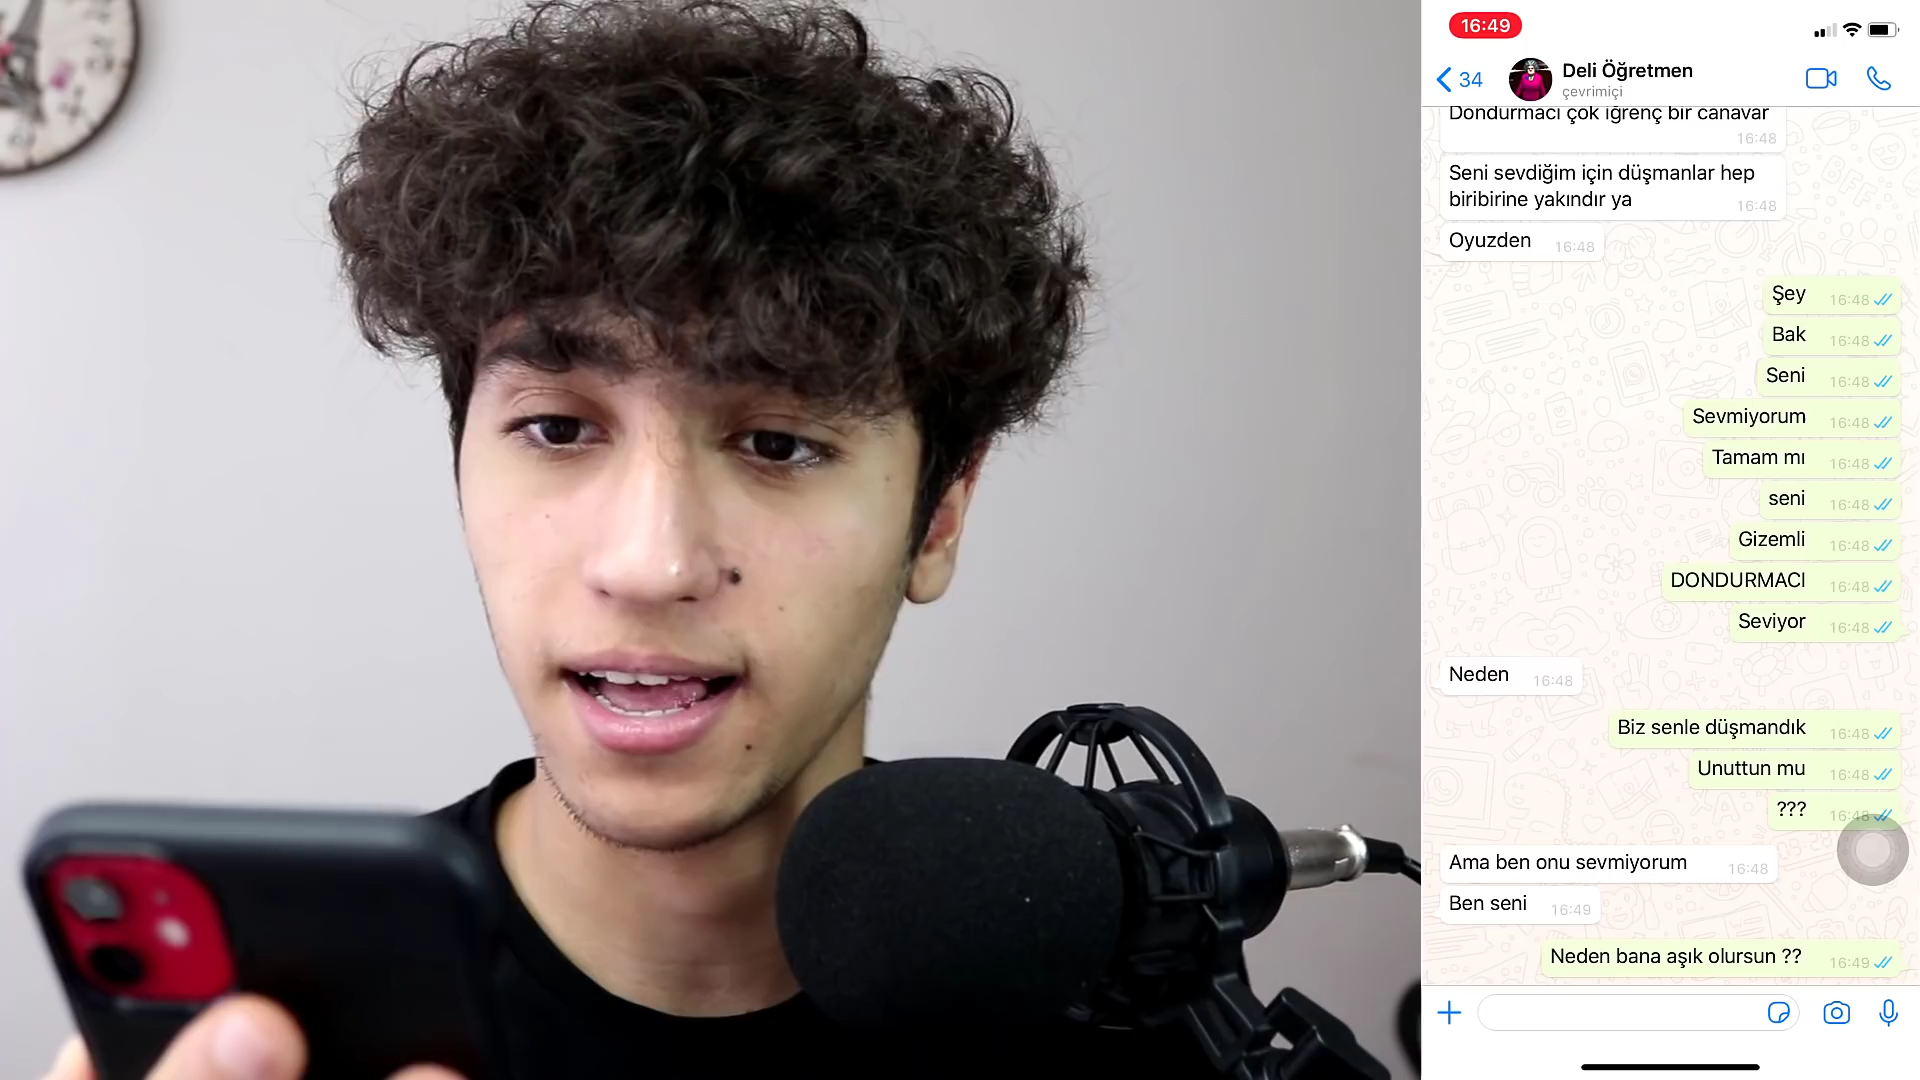 16:49
34
Deli Öğretmen
çevrimiçi
Dondurmacı çok iğrenç bir canavar
16:48
Seni sevdiğim için düşmanlar hep
biribirine yakındır ya
16:48
Oyuzden 16:48
Şey 16:48
Bak 16:48
Seni 16:48
Sevmiyorum 16:48
Tamam mı 16:48
seni 16:48
Gizemli 16:48
DONDURMACI 16:48
Seviyor 16:48
Neden 16:48
Biz senle düşmandık 16:48
Unuttun mu 16:48
??? 16:48
Ama ben onu sevmiyorum 16:48
Ben seni 16:49
Neden bana aşık olursun ?? 16:49